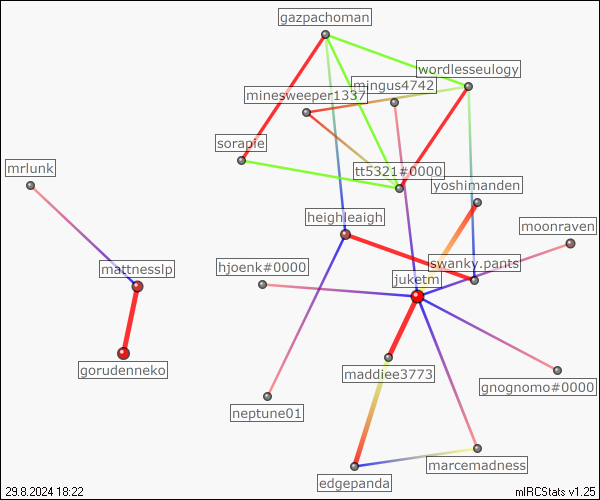 gazpachoman
wordlesseulogy
mingus4742
minesweeper1337
sorapie
mrlunk
tt5321#0000
yoshimanden
heighleaigh
moonraven
mattnesslp
hjoenk#0000
swanky.pants
juketm
gorudenneko
maddiee3773
gnognomo#0000
neptune01
marcemadness
edgepanda
29.8.2024 18:22
mIRCStats v1.25